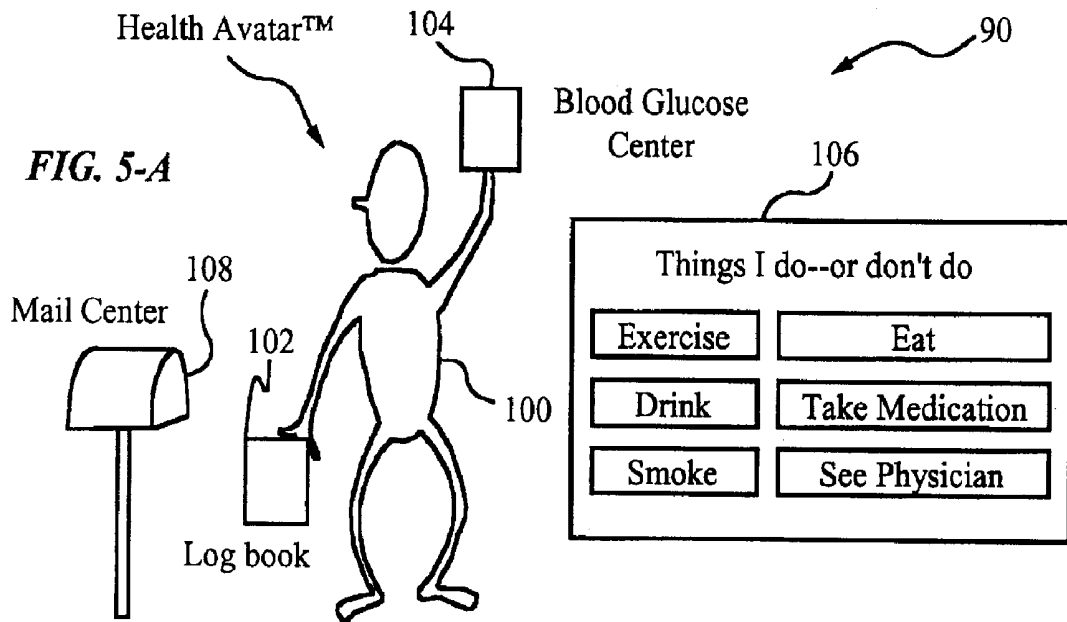 Health Avatar™
104
90
Blood Glucose
Center
FIG. 5-A
106
Things I do--or don't do
108
Mail Center
Exercise
Eat
102
100
Drink
Take Medication
Smoke
See Physician
Log book